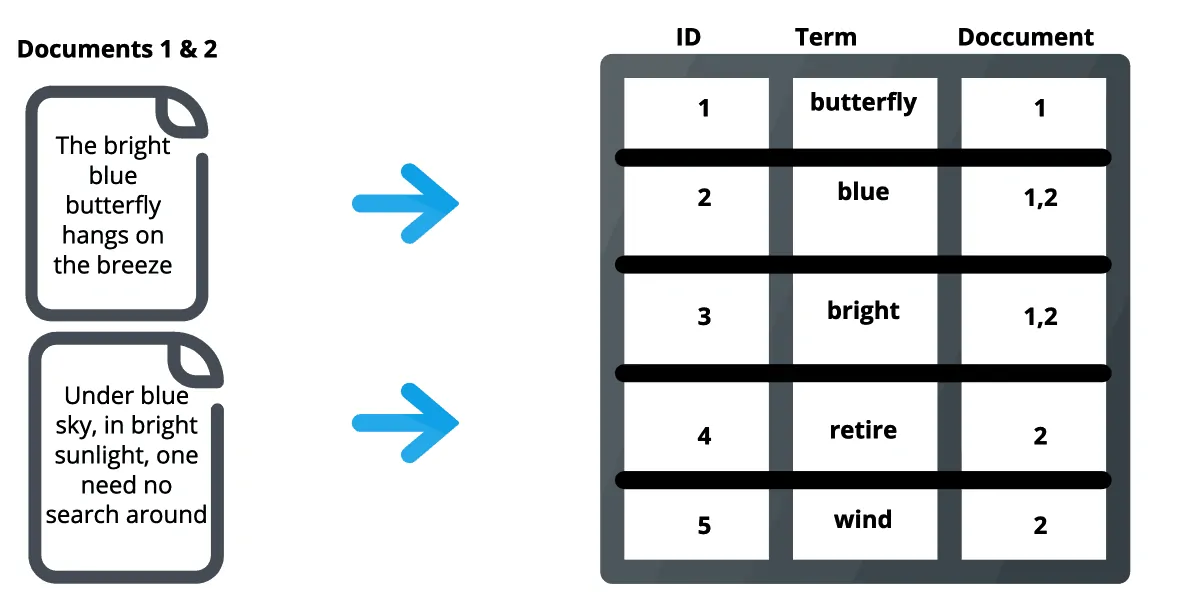 Documents 1 & 2
The bright
blue
butterfly
hangs on
the breeze
Under blue
sky, in bright
sunlight, one
need no
search around
ID Term Doccument
1 butterfly 1
2 blue 1,2
3 bright 1,2
4 retire 2
5 wind 2